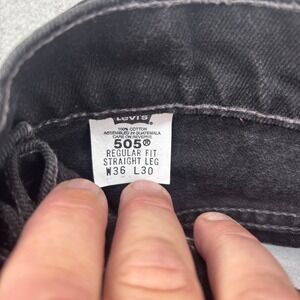 Levi's
100% COTTON
ASSEMBLED IN GUATEMALA
CARE ON REVERSE
505®
REGULAR FIT
STRAIGHT LEG
W36 L30